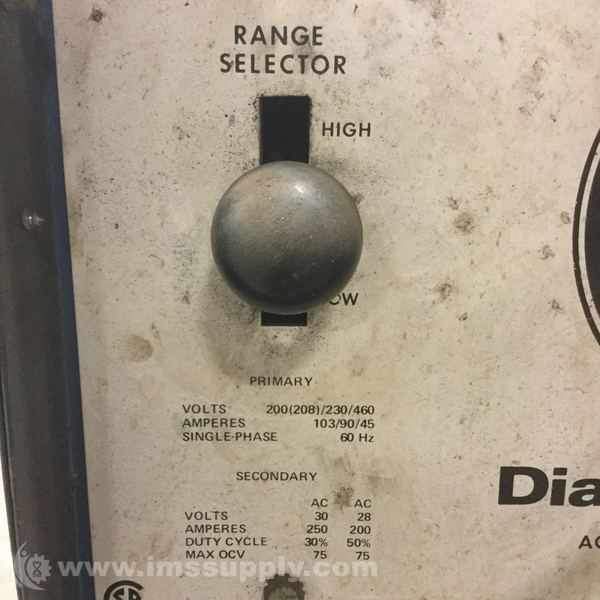 RANGE
SELECTOR
HIGH
OW
PRIMARY
VOLTS 200(208)/230/460
AMPERES 103/90/45
SINGLE-PHASE 60 Hz
SECONDARY
AC AC
VOLTS 30 28
AMPERES 250 200
DUTY CYCLE 30% 50%
MAX OCV 75 75
Dia
AC
www.imssupply.com